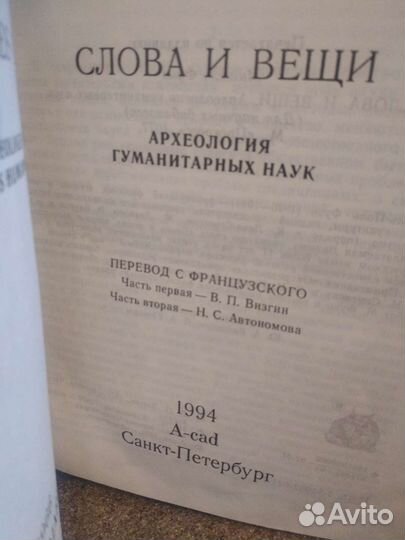 СЛОВА И ВЕЩИ
АРХЕОЛОГИЯ
ГУМАНИТАРНЫХ НАУК
ПЕРЕВОД С ФРАНЦУЗСКОГО
Часть первая — В. П. Визгин
Часть вторая — Н. С. Автономова
1994
A-cad
Санкт-Петербург
Avito